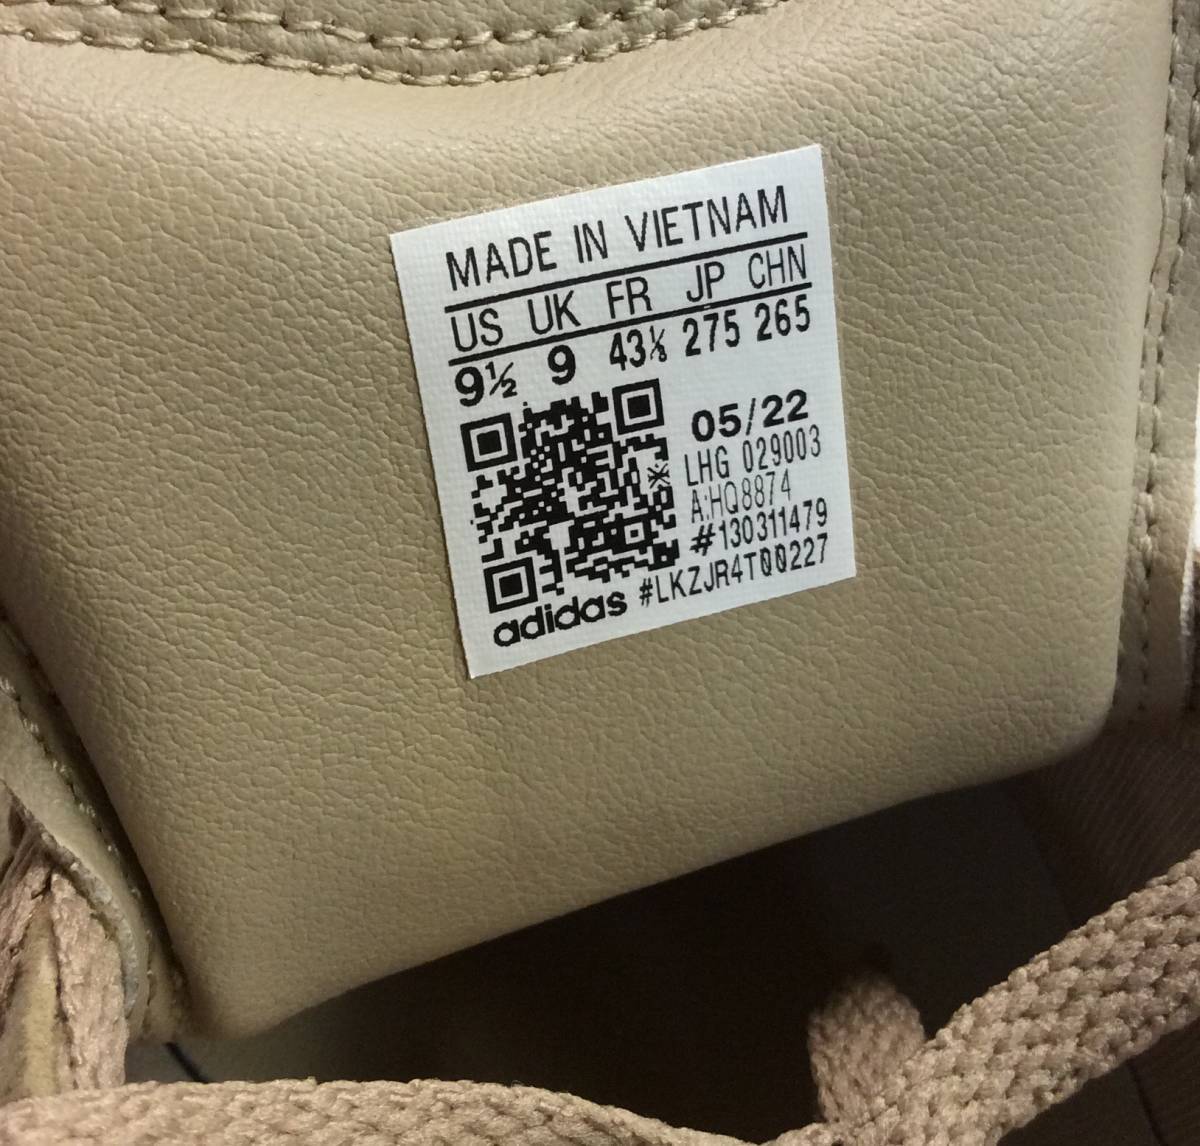 MADE IN VIETNAM
US UK FR JP CHN
9½ 9 43⅓ 275 265
05/22
LHG 029003
A:HQ8874
#130311479
#LKZJR4T00227
adidas